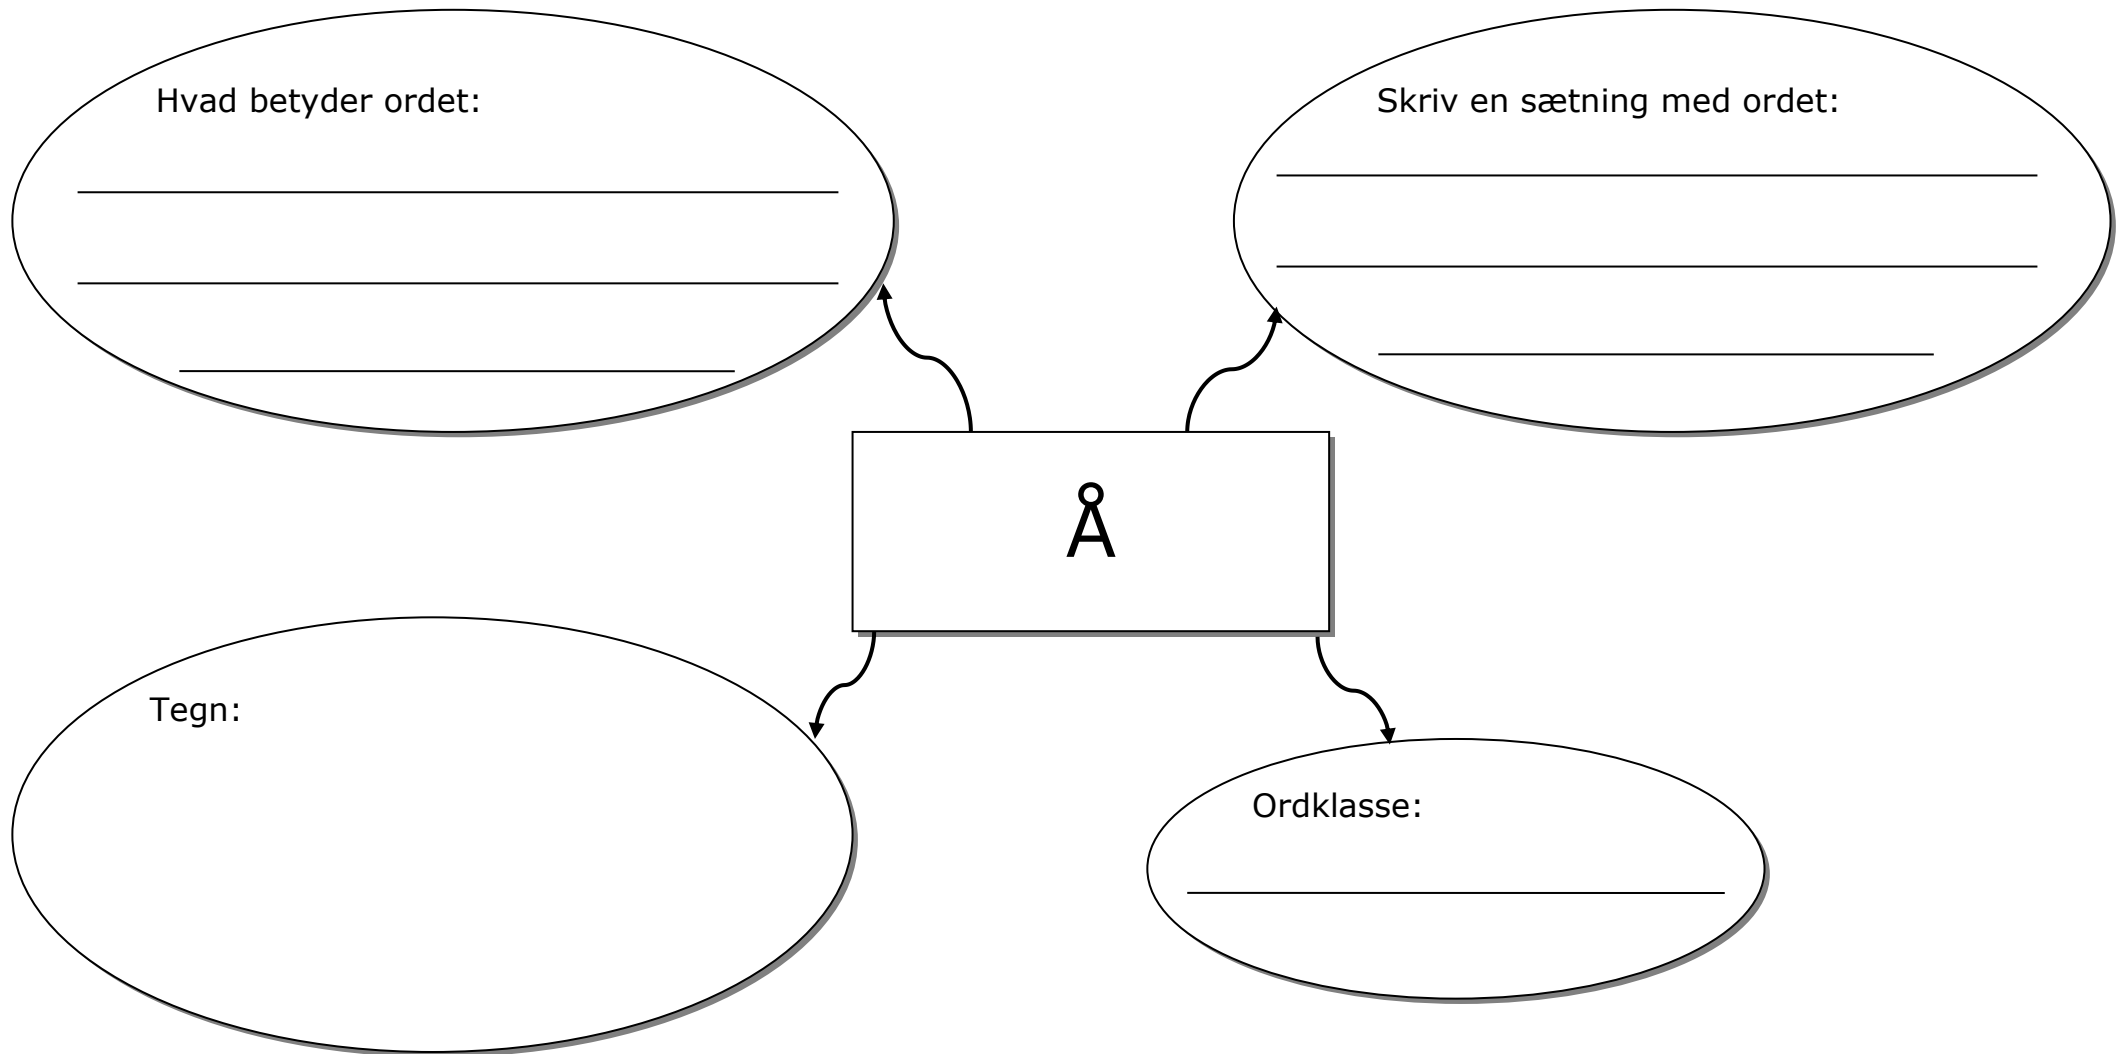 Hvad betyder ordet:
Skriv en sætning med ordet:
Å
Tegn:
Ordklasse: